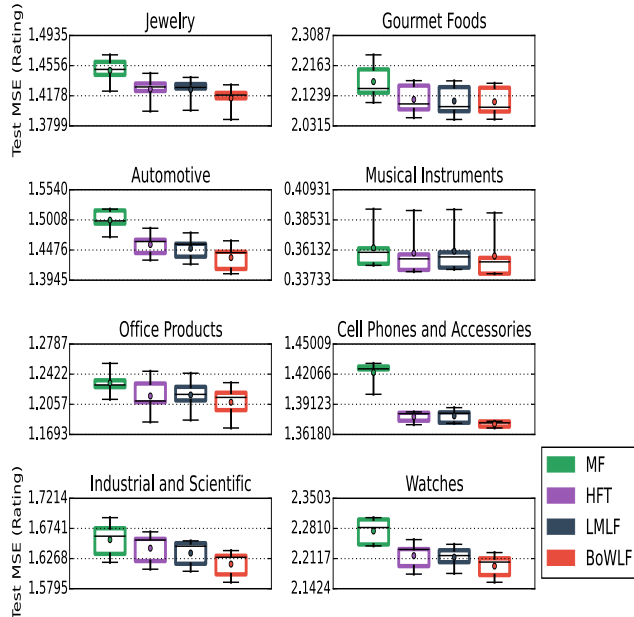 Jewelry
Test MSE (Rating)
1.4935
1.4556
1.4178
1.3799
Gourmet Foods
2.3087
2.2163
2.1239
2.0315
Automotive
1.5540
1.5008
1.4476
1.3945
Musical Instruments
0.40931
0.38531
0.36132
0.33733
Office Products
1.2787
1.2422
1.2057
1.1693
Cell Phones and Accessories
1.45009
1.42066
1.39123
1.36180
Industrial and Scientific
Test MSE (Rating)
1.7214
1.6741
1.6268
1.5795
Watches
2.3503
2.2810
2.2117
2.1424
MF
HFT
LMLF
BoWLF